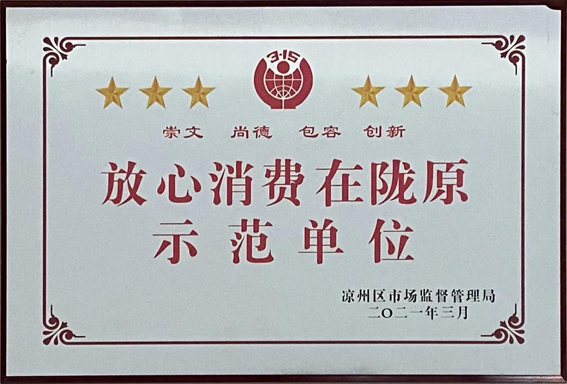 3·15
崇文 尚德 包容 创新
放心消费在陇原
示范单位
凉州区市场监督管理局
二〇二一年三月